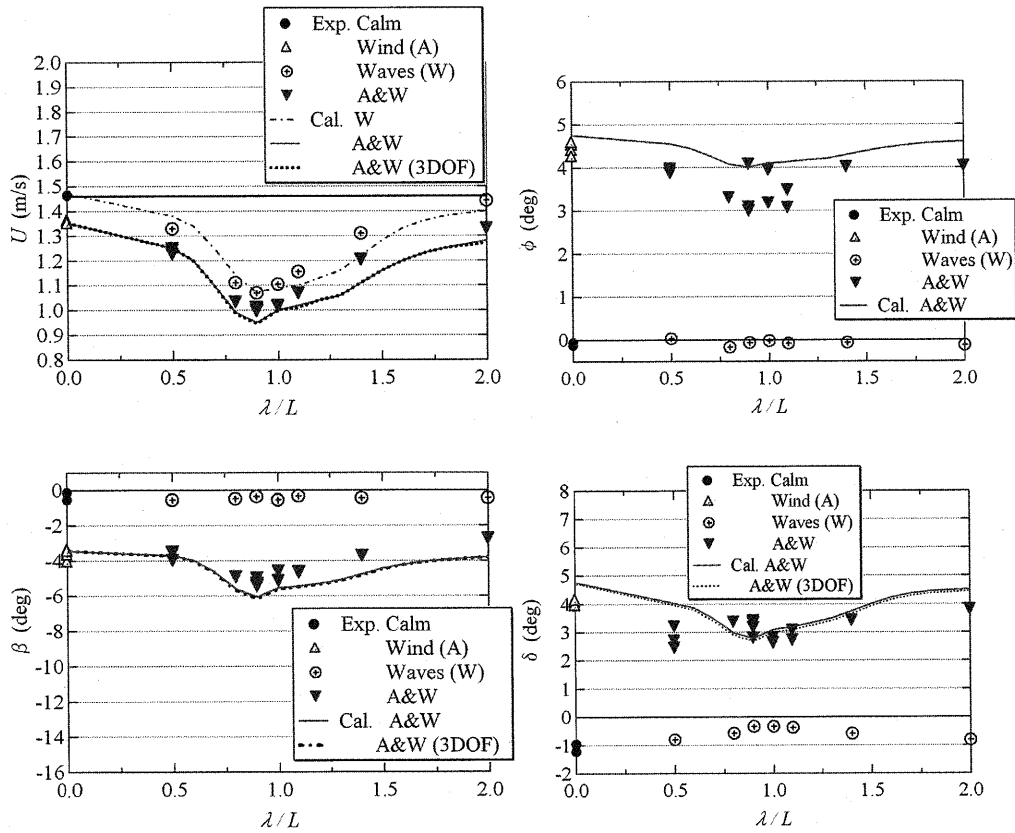 Exp. Calm
Wind (A)
Waves (W)
A&W
Cal. W
A&W
A&W (3DOF)
2.0
1.9
1.8
1.7
1.6
1.5
1.4
1.3
1.2
1.1
1.0
0.9
0.8
U (m/s)
0.0
0.5
1.0
1.5
2.0
λ/L
6
5
4
3
2
1
0
ϕ (deg)
Exp. Calm
Wind (A)
Waves (W)
A&W
Cal. A&W
0.0
0.5
1.0
1.5
2.0
λ/L
0
-2
-4
-6
-8
-10
-12
-14
-16
β (deg)
Exp. Calm
Wind (A)
Waves (W)
A&W
Cal. A&W
A&W (3DOF)
0.0
0.5
1.0
1.5
2.0
λ/L
Exp. Calm
Wind (A)
Waves (W)
A&W
Cal. A&W
A&W (3DOF)
8
7
6
5
4
3
2
1
0
-1
-2
δ (deg)
0.0
0.5
1.0
1.5
2.0
λ/L